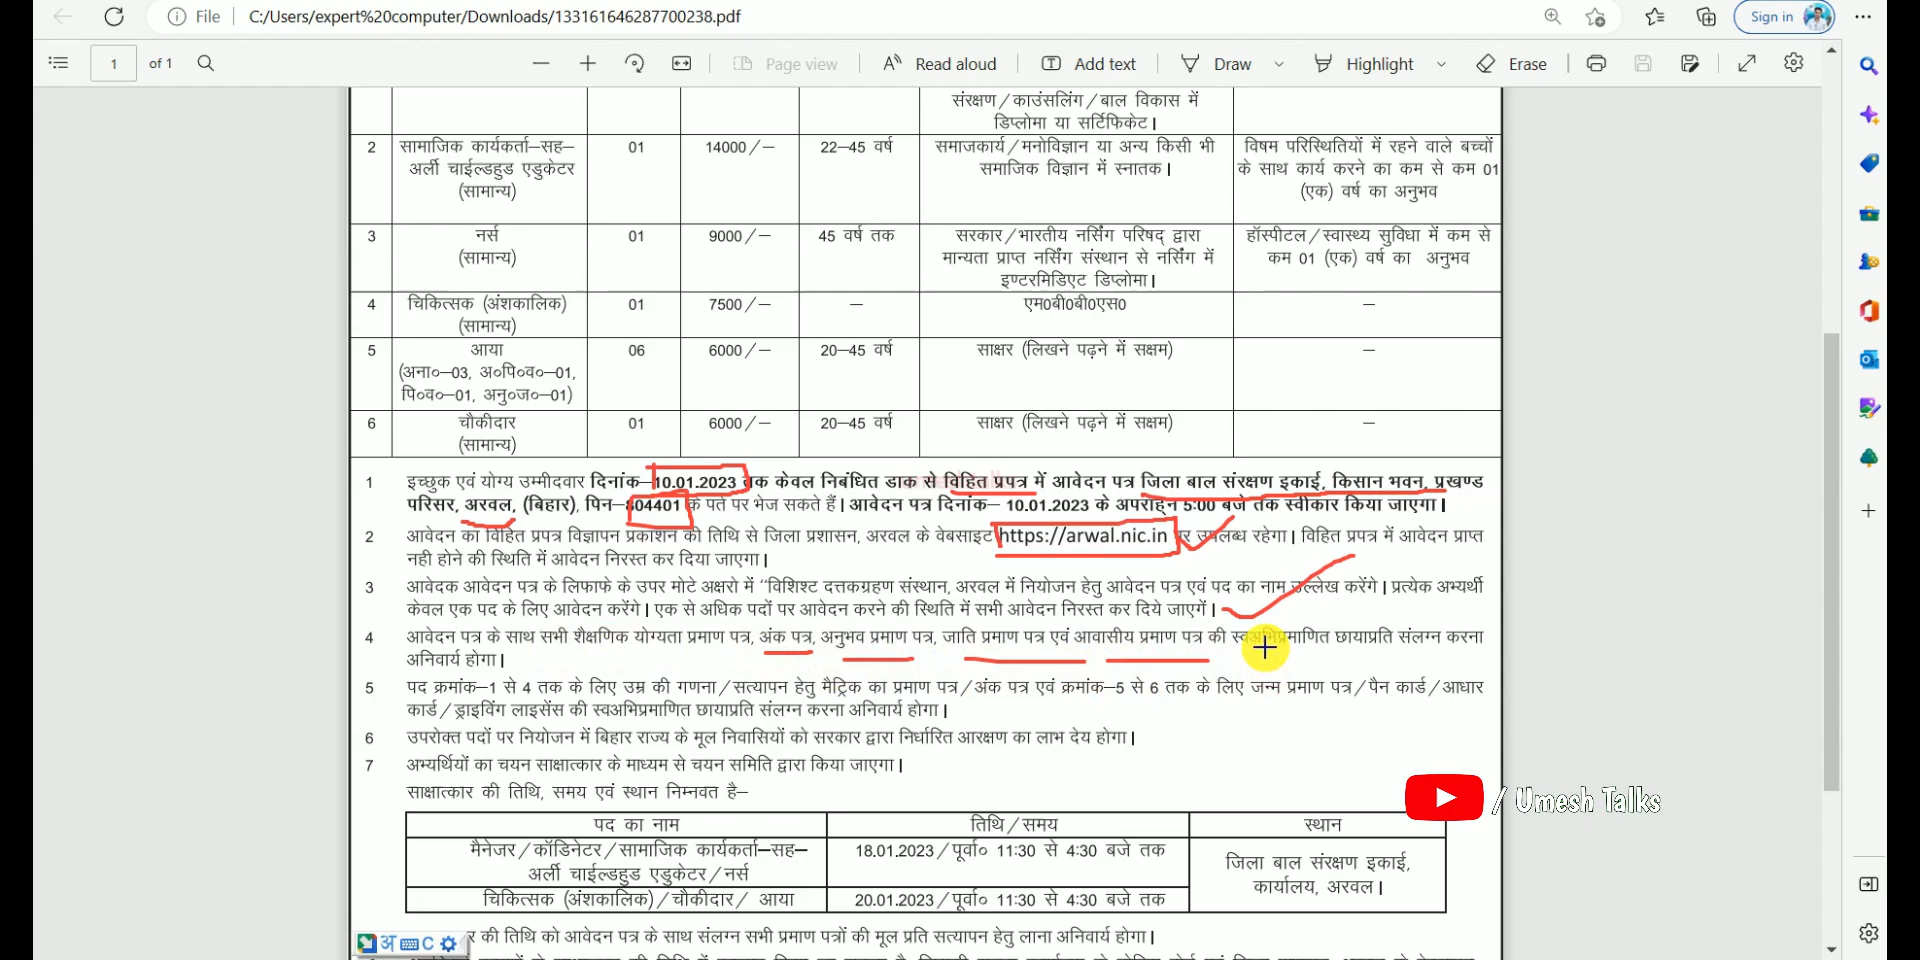 File C:/Users/expert%20computer/Downloads/133161646287700238.pdf Sign in
1 of 1 Page view Read aloud Add text Draw Highlight Erase
संरक्षण/काउंसलिंग/बाल विकास में
डिप्लोमा या सर्टिफिकेट।
2 सामाजिक कार्यकर्ता–सह– 01 14000/– 22–45 वर्ष समाजकार्य/मनोविज्ञान या अन्य किसी भी विषम परिस्थितियों में रहने वाले बच्चों
अर्ली चाईल्डहुड एडुकेटर समाजिक विज्ञान में स्नातक। के साथ कार्य करने का कम से कम 01
(सामान्य) (एक) वर्ष का अनुभव
3 नर्स 01 9000/– 45 वर्ष तक सरकार/भारतीय नर्सिंग परिषद् द्वारा हॉस्पीटल/स्वास्थ्य सुविधा में कम से
(सामान्य) मान्यता प्राप्त नर्सिंग संस्थान से नर्सिंग में कम 01 (एक) वर्ष का अनुभव
इण्टरमिडिएट डिप्लोमा।
4 चिकित्सक (अंशकालिक) 01 7500/– – एम0बी0बी0एस0 –
(सामान्य)
5 आया 06 6000/– 20–45 वर्ष साक्षर (लिखने पढ़ने में सक्षम) –
(अना०–03, अ०पि०व०–01,
पि०व०–01, अनु०ज०–01)
6 चौकीदार 01 6000/– 20–45 वर्ष साक्षर (लिखने पढ़ने में सक्षम) –
(सामान्य)
1 इच्छुक एवं योग्य उम्मीदवार दिनांक–10.01.2023 तक केवल निबंधित डाक से विहित प्रपत्र में आवेदन पत्र जिला बाल संरक्षण इकाई, किसान भवन, प्रखण्ड
परिसर, अरवल, (बिहार), पिन–804401 के पते पर भेज सकते हैं। आवेदन पत्र दिनांक– 10.01.2023 के अपराह्न 5:00 बजे तक स्वीकार किया जाएगा।
2 आवेदन का विहित प्रपत्र विज्ञापन प्रकाशन की तिथि से जिला प्रशासन, अरवल के वेबसाइट https://arwal.nic.in पर उपलब्ध रहेगा। विहित प्रपत्र में आवेदन प्राप्त
नही होने की स्थिति में आवेदन निरस्त कर दिया जाएगा।
3 आवेदक आवेदन पत्र के लिफाफे के उपर मोटे अक्षरो में "विशिश्ट दत्तकग्रहण संस्थान, अरवल में नियोजन हेतु आवेदन पत्र एवं पद का नाम उल्लेख करेंगे। प्रत्येक अभ्यर्थी
केवल एक पद के लिए आवेदन करेंगे। एक से अधिक पदों पर आवेदन करने की स्थिति में सभी आवेदन निरस्त कर दिये जाएगें।
4 आवेदन पत्र के साथ सभी शैक्षणिक योग्यता प्रमाण पत्र, अंक पत्र, अनुभव प्रमाण पत्र, जाति प्रमाण पत्र एवं आवासीय प्रमाण पत्र की स्वअभिप्रमाणित छायाप्रति संलग्न करना
अनिवार्य होगा।
5 पद क्रमांक–1 से 4 तक के लिए उम्र की गणना/सत्यापन हेतु मैट्रिक का प्रमाण पत्र/अंक पत्र एवं क्रमांक–5 से 6 तक के लिए जन्म प्रमाण पत्र/पैन कार्ड/आधार
कार्ड/ड्राइविंग लाइसेंस की स्वअभिप्रमाणित छायाप्रति संलग्न करना अनिवार्य होगा।
6 उपरोक्त पदों पर नियोजन में बिहार राज्य के मूल निवासियों को सरकार द्वारा निर्धारित आरक्षण का लाभ देय होगा।
7 अभ्यर्थियों का चयन साक्षात्कार के माध्यम से चयन समिति द्वारा किया जाएगा।
साक्षात्कार की तिथि, समय एवं स्थान निम्नवत है–
/ Umesh Talks
पद का नाम तिथि/समय स्थान
मैनेजर/कॉडिनेटर/सामाजिक कार्यकर्ता–सह– 18.01.2023/पूर्वा० 11:30 से 4:30 बजे तक जिला बाल संरक्षण इकाई,
अर्ली चाईल्डहुड एडुकेटर/नर्स कार्यालय, अरवल।
चिकित्सक (अंशकालिक)/चौकीदार/ आया 20.01.2023/पूर्वा० 11:30 से 4:30 बजे तक
अ C र की तिथि को आवेदन पत्र के साथ संलग्न सभी प्रमाण पत्रों की मूल प्रति सत्यापन हेतु लाना अनिवार्य होगा।